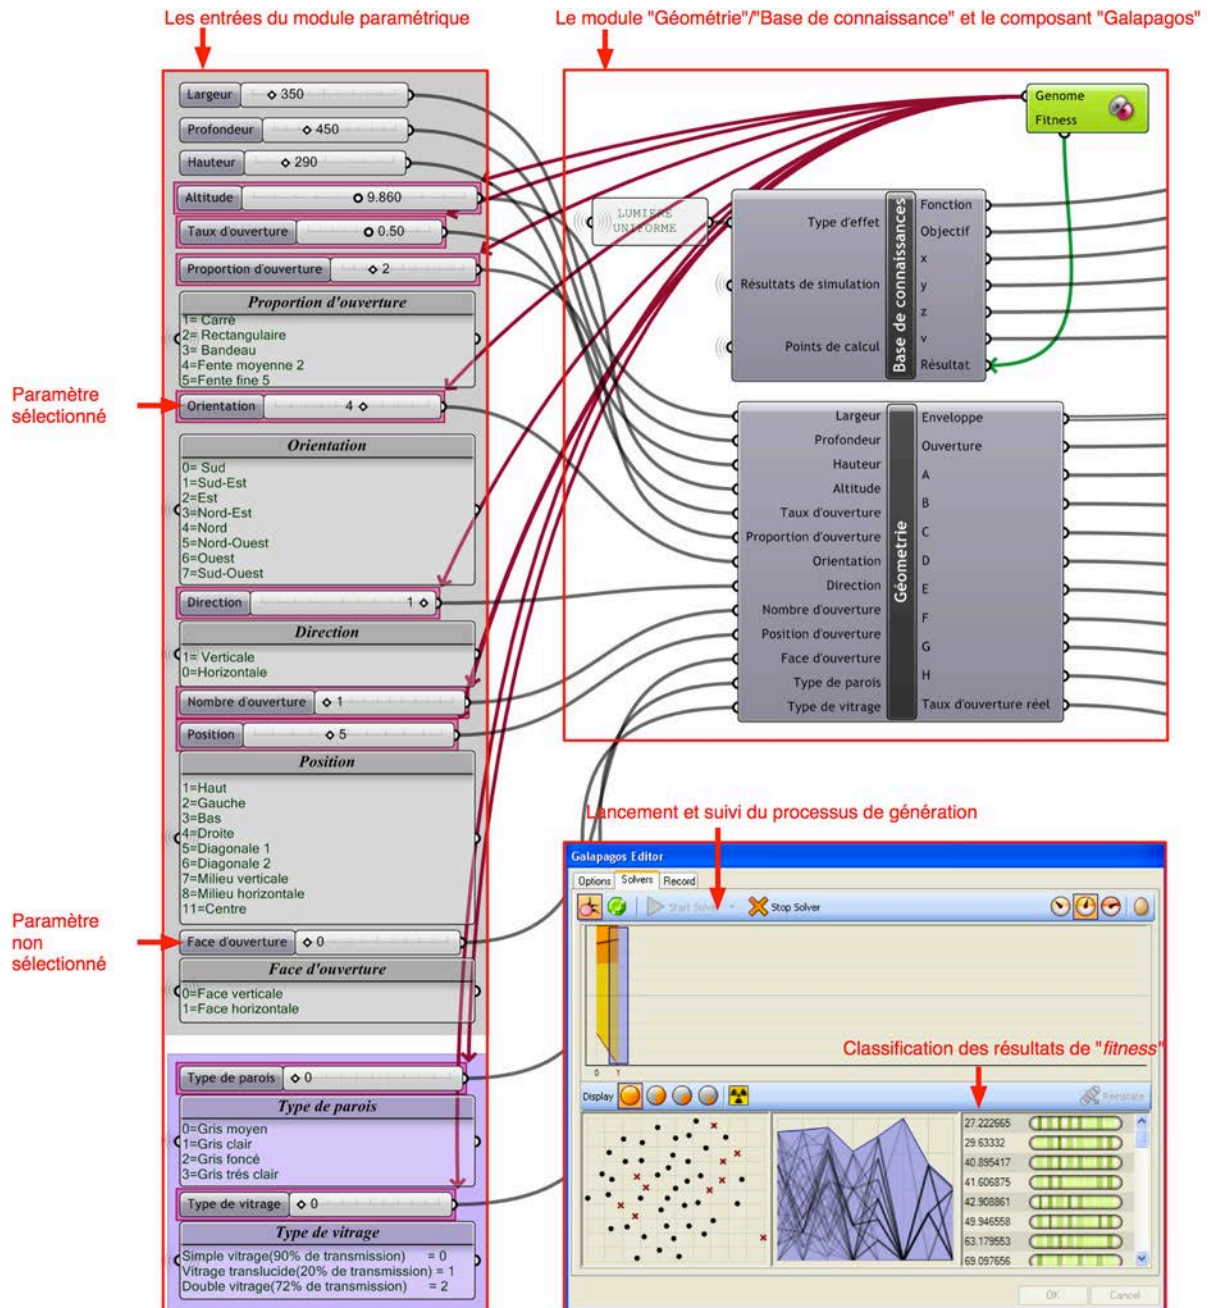 Les entrées du module paramétrique
Le module "Géométrie"/"Base de connaissance" et le composant "Galapagos"
Largeur 350
Profondeur 450
Hauteur 290
Altitude 9.860
Taux d'ouverture 0.50
Proportion d'ouverture 2
Proportion d'ouverture
1= Carré
2= Rectangulaire
3= Bandeau
4=Fente moyenne 2
5=Fente fine 5
Paramètre
sélectionné
Orientation 4
Orientation
0= Sud
1=Sud-Est
2=Est
3=Nord-Est
4=Nord
5=Nord-Ouest
6=Ouest
7=Sud-Ouest
Direction 1
Direction
1= Verticale
0=Horizontale
Nombre d'ouverture 1
Position 5
Position
1=Haut
2=Gauche
3=Bas
4=Droite
5=Diagonale 1
6=Diagonale 2
7=Milieu verticale
8=Milieu horizontale
11=Centre
Paramètre
non
sélectionné
Face d'ouverture 0
Face d'ouverture
0=Face verticale
1=Face horizontale
Type de parois 0
Type de parois
0=Gris moyen
1=Gris clair
2=Gris foncé
3=Gris trés clair
Type de vitrage 0
Type de vitrage
Simple vitrage(90% de transmission) = 0
Vitrage translucide(20% de transmission) = 1
Double vitrage(72% de transmission) = 2
Genome
Fitness
LUMIERE
UNIFORME
Type d'effet
Résultats de simulation
Points de calcul
Base de connaissances
Fonction
Objectif
x
y
z
v
Résultat
Largeur
Profondeur
Hauteur
Altitude
Taux d'ouverture
Proportion d'ouverture
Orientation
Direction
Nombre d'ouverture
Position d'ouverture
Face d'ouverture
Type de parois
Type de vitrage
Géometrie
Enveloppe
Ouverture
A
B
C
D
E
F
G
H
Taux d'ouverture réel
Lancement et suivi du processus de génération
Galapagos Editor
Options Solvers Record
Start Solver Stop Solver
0 1
Classification des résultats de "fitness"
Display Reinstate
27.222665
29.63332
40.895417
41.606875
42.908861
49.946558
63.179553
69.097656
OK Cancel